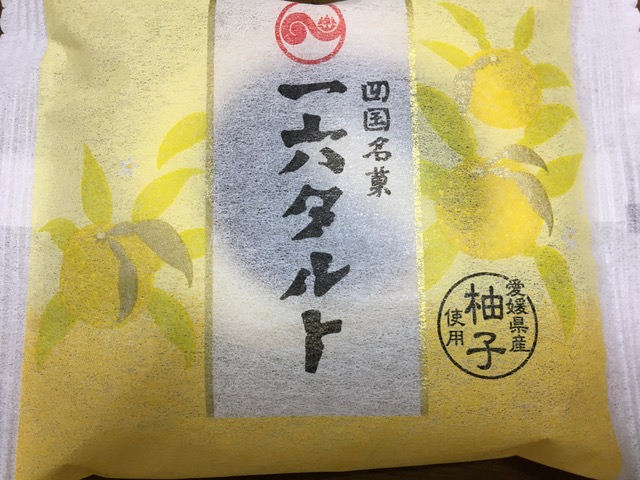 四国名菓
一六タルト
愛媛県産
柚子
使用